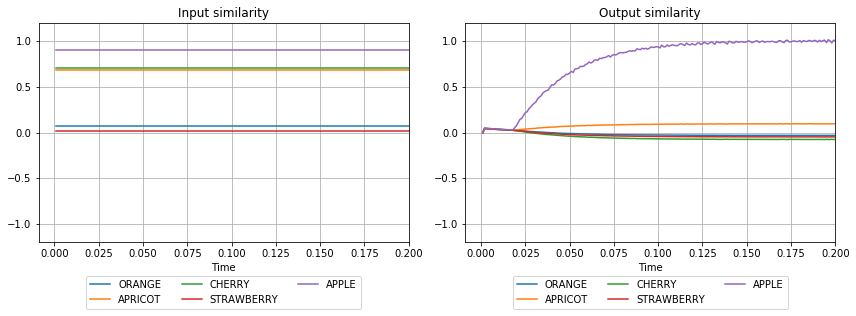 Input similarity
1.0
0.5
0.0
−0.5
−1.0
0.000 0.025 0.050 0.075 0.100 0.125 0.150 0.175 0.200
Time
ORANGE CHERRY APPLE
APRICOT STRAWBERRY
Output similarity
1.0
0.5
0.0
−0.5
−1.0
0.000 0.025 0.050 0.075 0.100 0.125 0.150 0.175 0.200
Time
ORANGE CHERRY APPLE
APRICOT STRAWBERRY